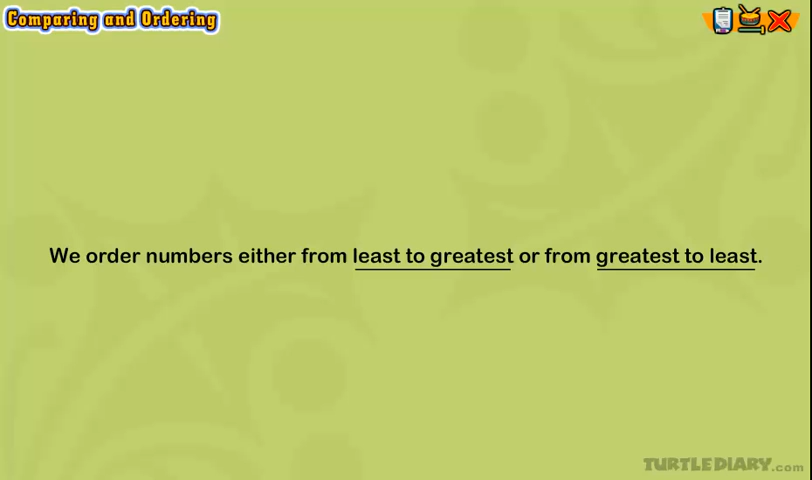 Comparing and Ordering
We order numbers either from least to greatest or from greatest to least.
TURTLEDIARY.com